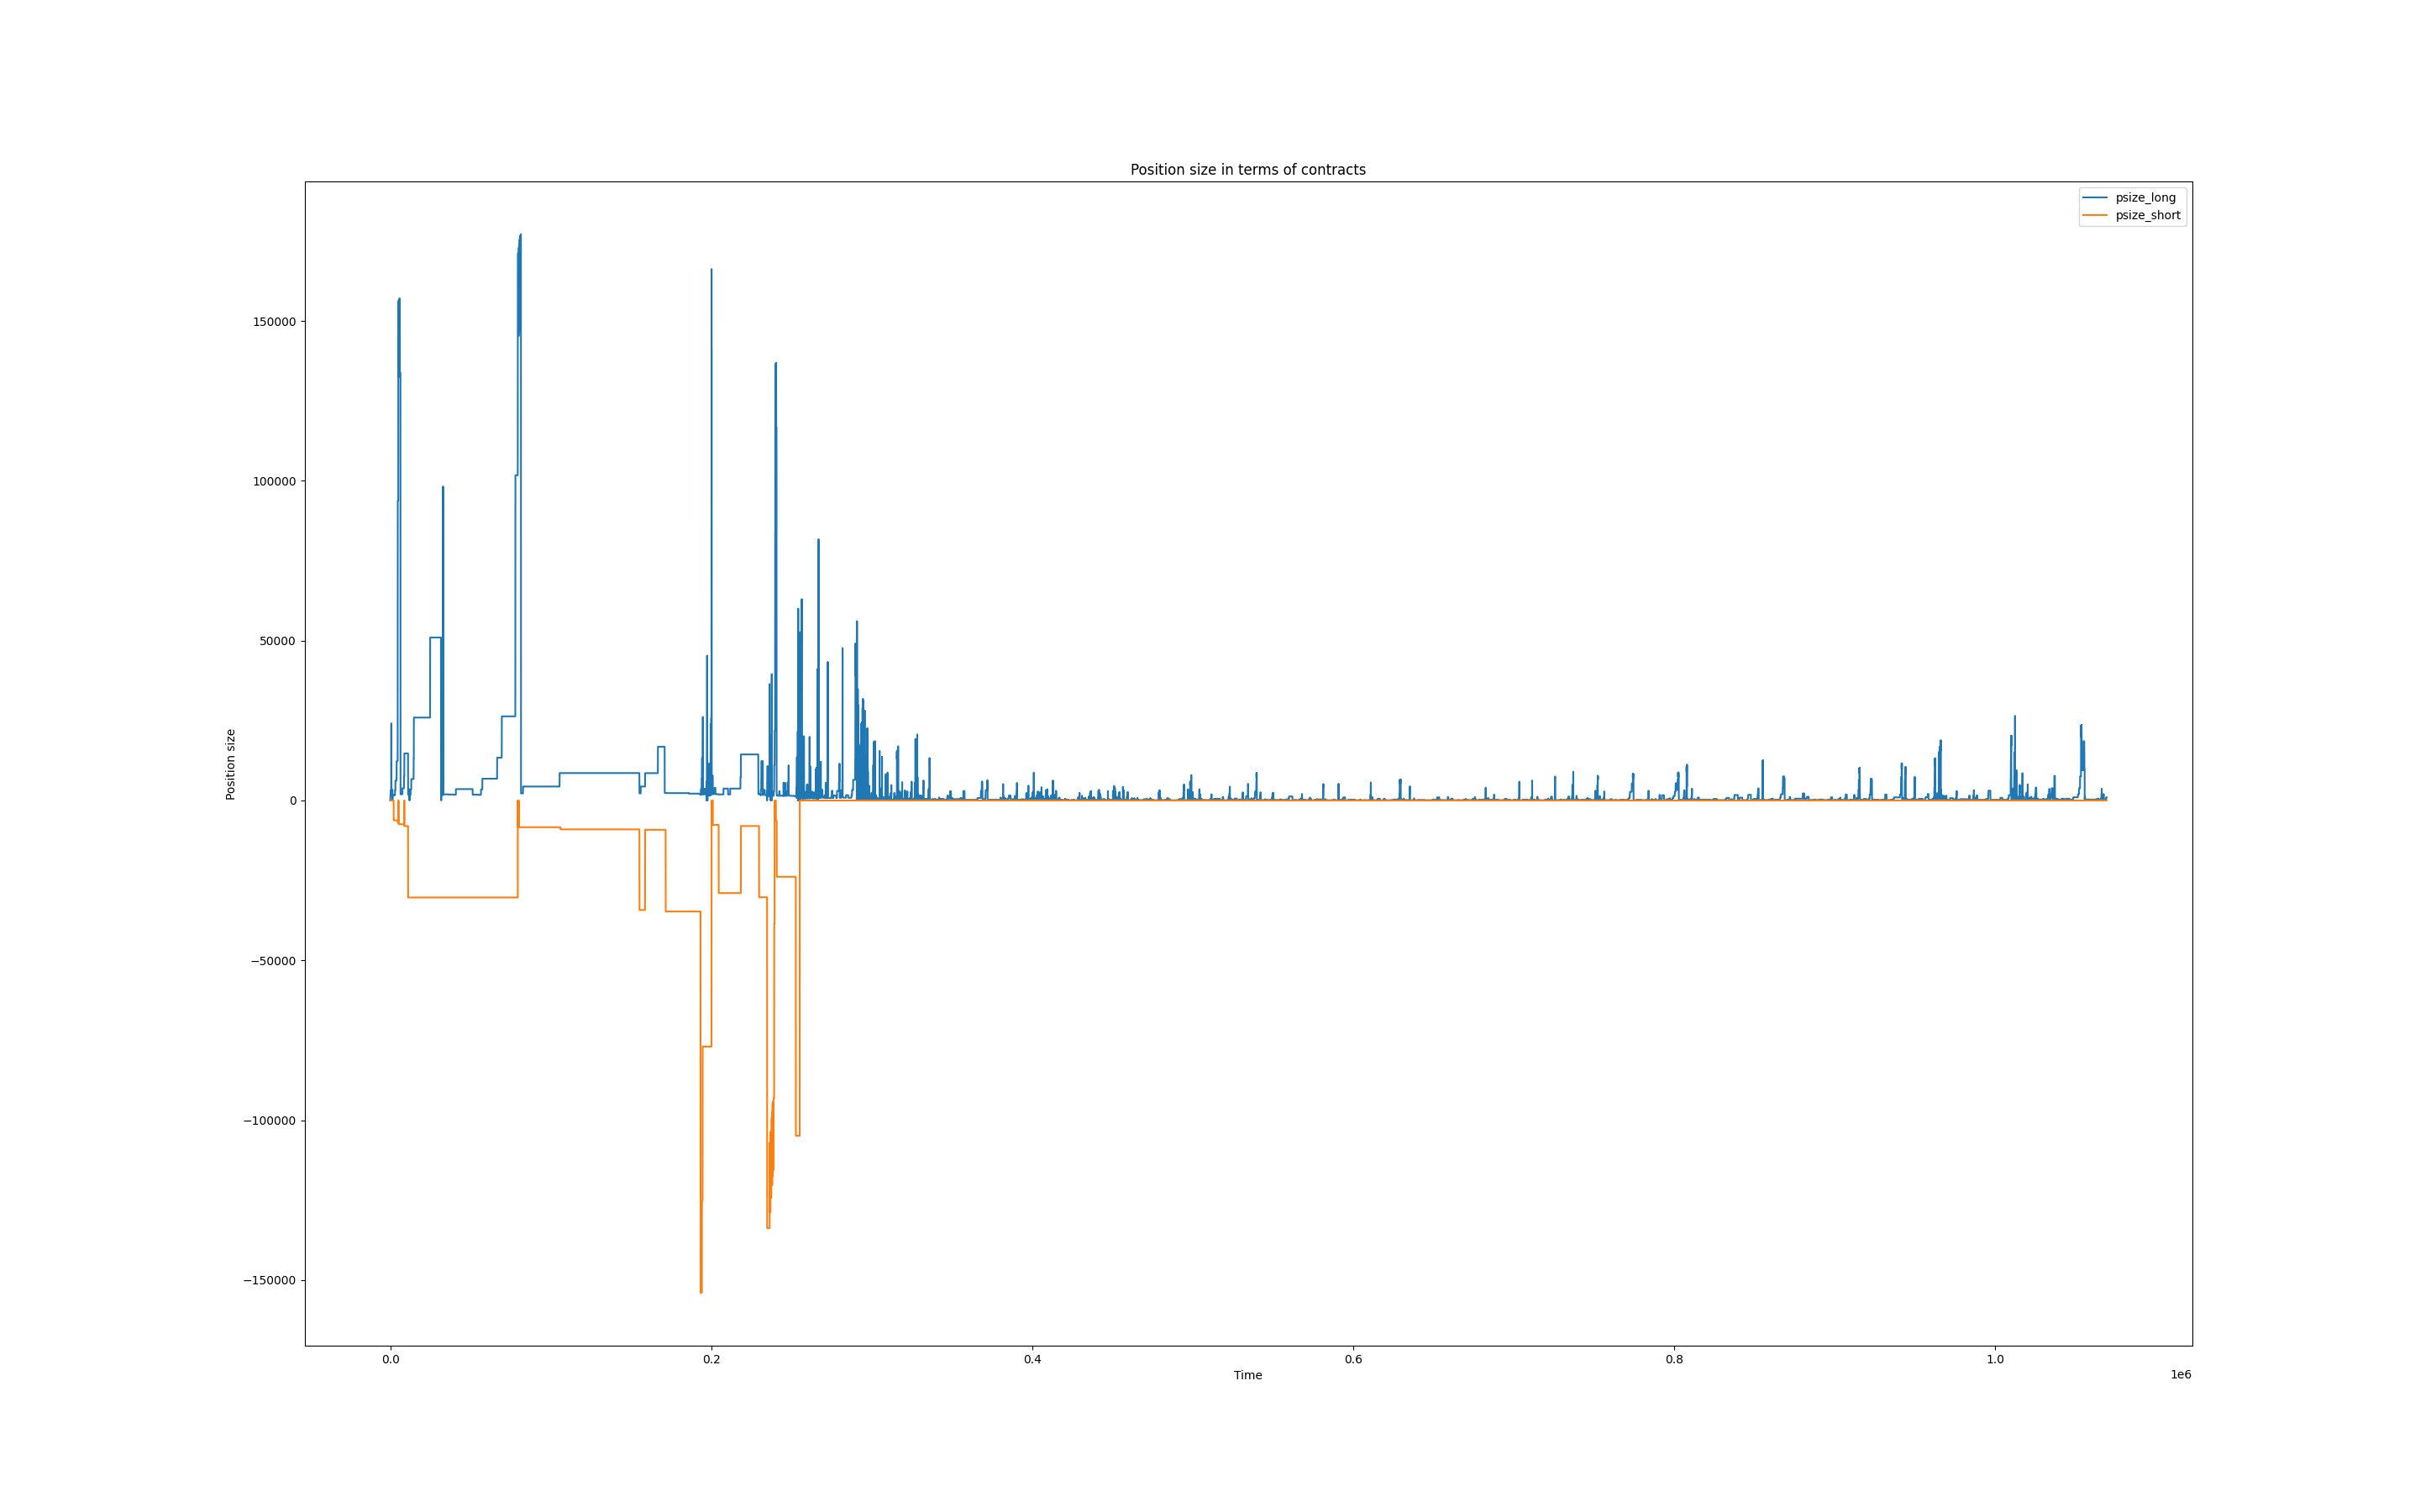 Position size in terms of contracts
psize_long
psize_short
150000
100000
50000
0
−50000
−100000
−150000
Position size
0.0
0.2
0.4
0.6
0.8
1.0
Time
1e6